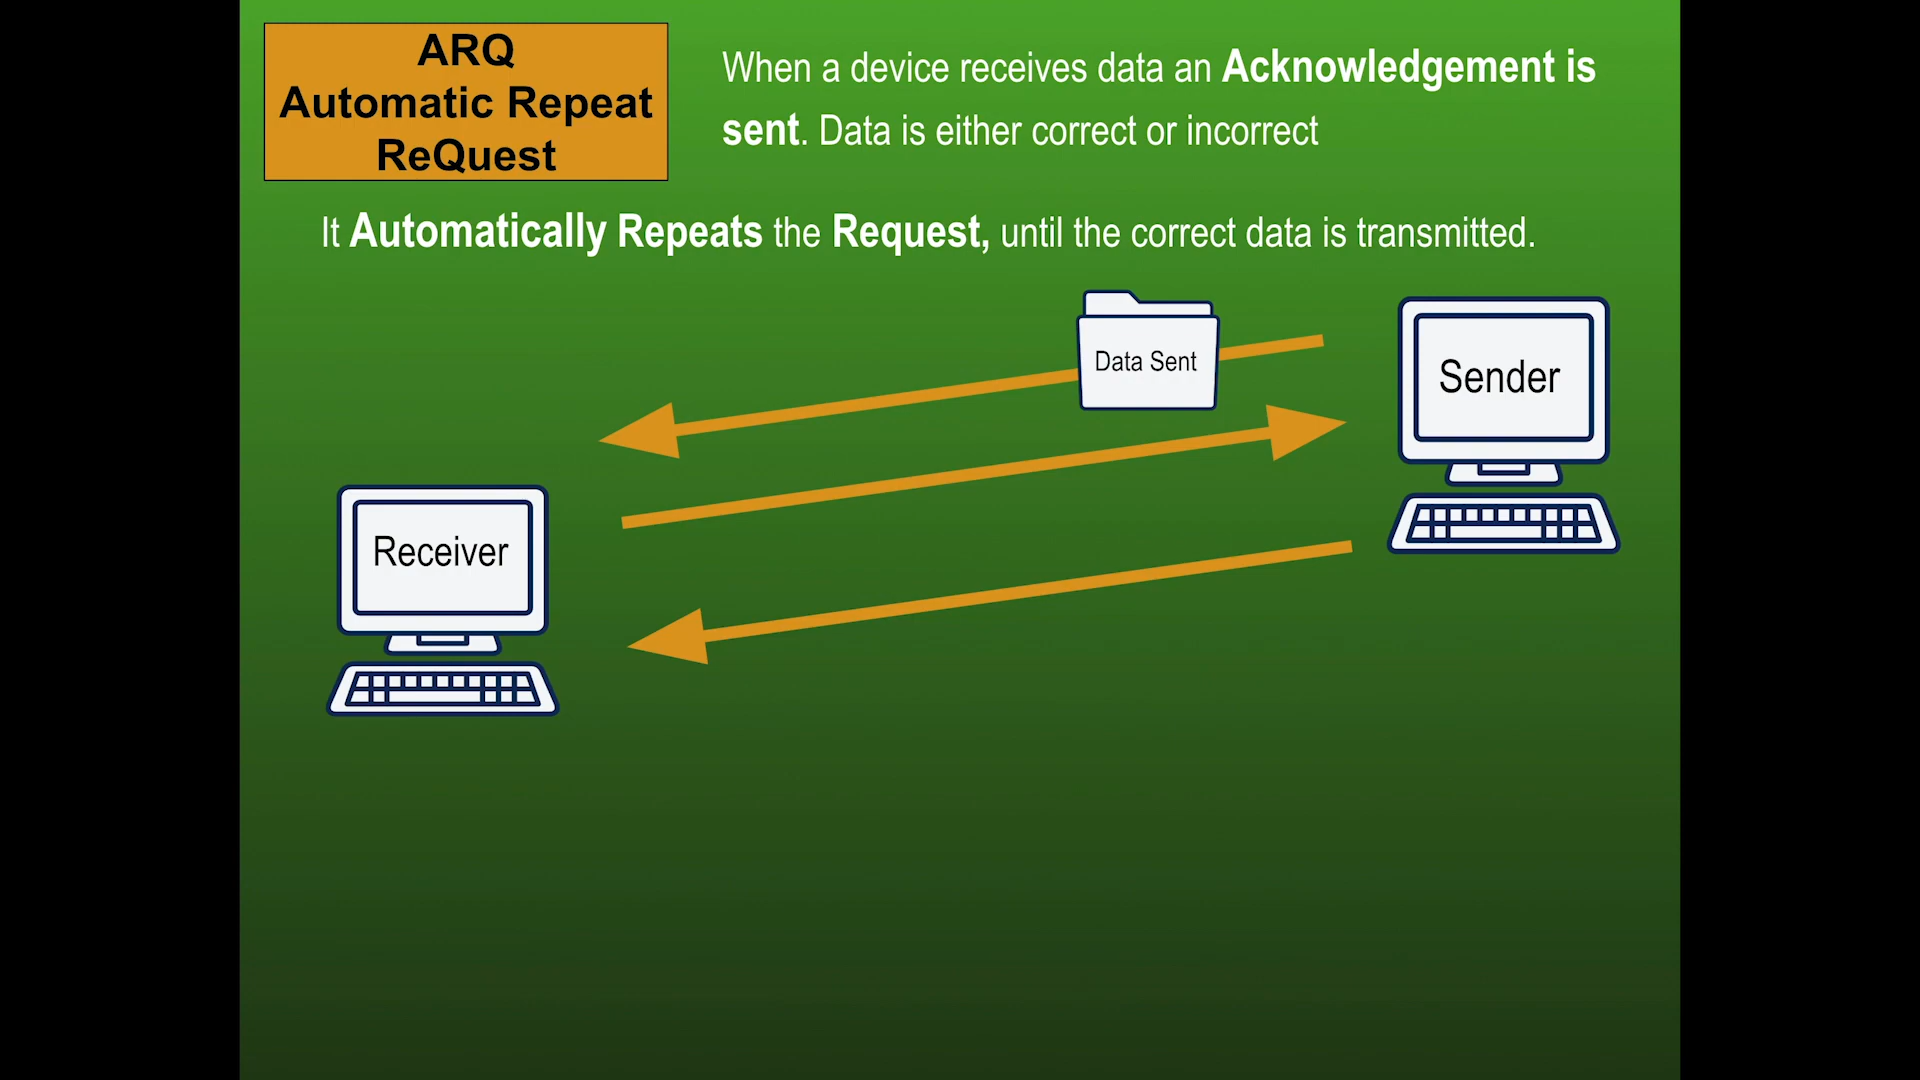 ARQ
Automatic Repeat
ReQuest
When a device receives data an Acknowledgement is
sent. Data is either correct or incorrect
It Automatically Repeats the Request, until the correct data is transmitted.
Data Sent
Sender
Receiver